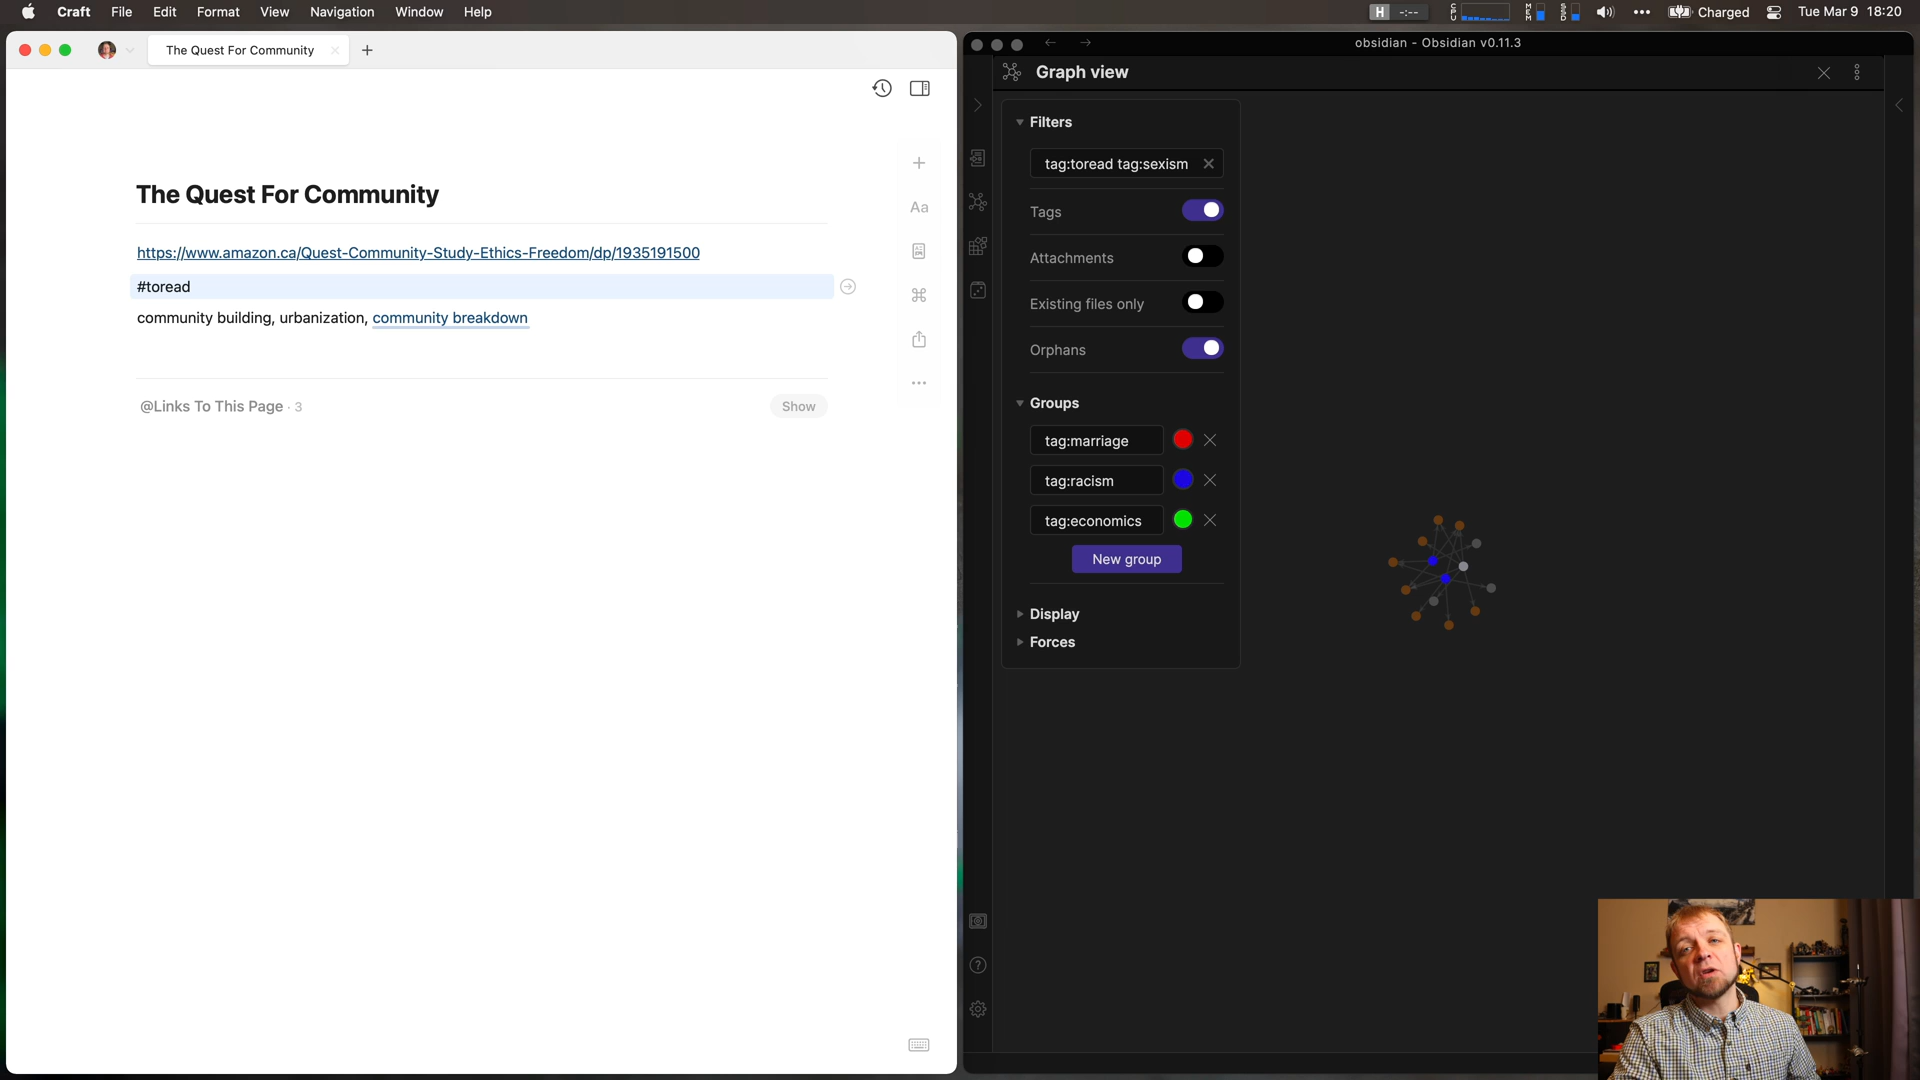 Craft File Edit Format View Navigation Window Help
H -:-- CPU MEM SSD Charged Tue Mar 9 18:20
The Quest For Community
The Quest For Community
https://www.amazon.ca/Quest-Community-Study-Ethics-Freedom/dp/1935191500
#toread
community building, urbanization, community breakdown
@Links To This Page · 3 Show
Aa
obsidian - Obsidian v0.11.3
Graph view
Filters
tag:toread tag:sexism
Tags
Attachments
Existing files only
Orphans
Groups
tag:marriage
tag:racism
tag:economics
New group
Display
Forces